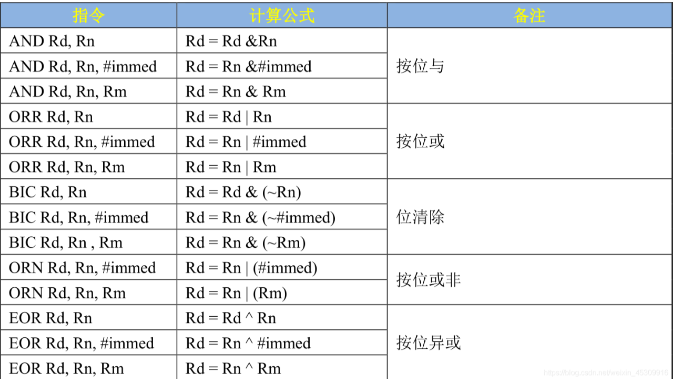 指令 计算公式 备注
AND Rd, Rn Rd = Rd &Rn
AND Rd, Rn, #immed Rd = Rn &#immed 按位与
AND Rd, Rn, Rm Rd = Rn & Rm
ORR Rd, Rn Rd = Rd | Rn
ORR Rd, Rn, #immed Rd = Rn | #immed 按位或
ORR Rd, Rn, Rm Rd = Rn | Rm
BIC Rd, Rn Rd = Rd & (~Rn)
BIC Rd, Rn, #immed Rd = Rn & (~#immed) 位清除
BIC Rd, Rn , Rm Rd = Rn & (~Rm)
ORN Rd, Rn, #immed Rd = Rn | (#immed) 按位或非
ORN Rd, Rn, Rm Rd = Rn | (Rm)
EOR Rd, Rn Rd = Rd ^ Rn
EOR Rd, Rn, #immed Rd = Rn ^ #immed 按位异或
EOR Rd, Rn, Rm Rd = Rn ^ Rm